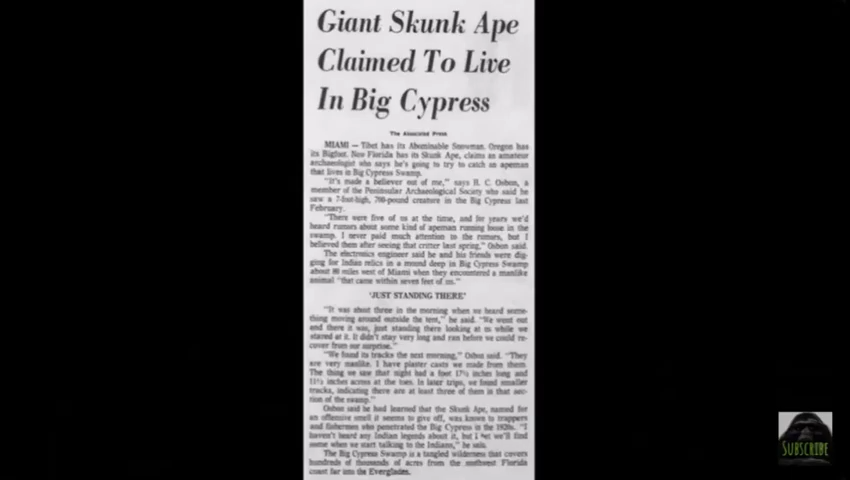 Giant Skunk Ape
Claimed To Live
In Big Cypress
The Associated Press
MIAMI — Tibet has its Abominable Snowman. Oregon has
its Bigfoot. Now Florida has its Skunk Ape, claims an amateur
archaeologist who says he's going to try to catch an apeman
that lives in Big Cypress Swamp.
"It's made a believer out of me," says H. C. Osbon, a
member of the Peninsular Archaeological Society who said he
saw a 7-foot-high, 700-pound creature in the Big Cypress last
February.
"There were five of us at the time, and for years we'd
heard rumors about some kind of apeman running loose in the
swamp. I never paid much attention to the rumors, but I
believed them after seeing that critter last spring," Osbon said.
The electronics engineer said he and his friends were dig-
ging for Indian relics in a mound deep in Big Cypress Swamp
about 80 miles west of Miami when they encountered a manlike
animal "that came within seven feet of us."
'JUST STANDING THERE'
"It was about three in the morning when we heard some-
thing moving around outside the tent," he said. "We went out
and there it was, just standing there looking at us while we
stared at it. It didn't stay very long and ran before we could re-
cover from our surprise."
"We found its tracks the next morning," Osbon said. "They
are very manlike. I have plaster casts we made from them.
The thing we saw that night had a foot 17½ inches long and
11½ inches across at the toes. In later trips, we found smaller
tracks, indicating there are at least three of them in that sec-
tion of the swamp."
Osbon said he had learned that the Skunk Ape, named for
an offensive smell it seems to give off, was known to trappers
and fishermen who penetrated the Big Cypress in the 1920s. "I
haven't heard any Indian legends about it, but I bet we'll find
some when we start talking to the Indians," he said.
The Big Cypress Swamp is a tangled wilderness that covers
hundreds of thousands of acres from the southwest Florida
coast far into the Everglades.
SUBSCRIBE